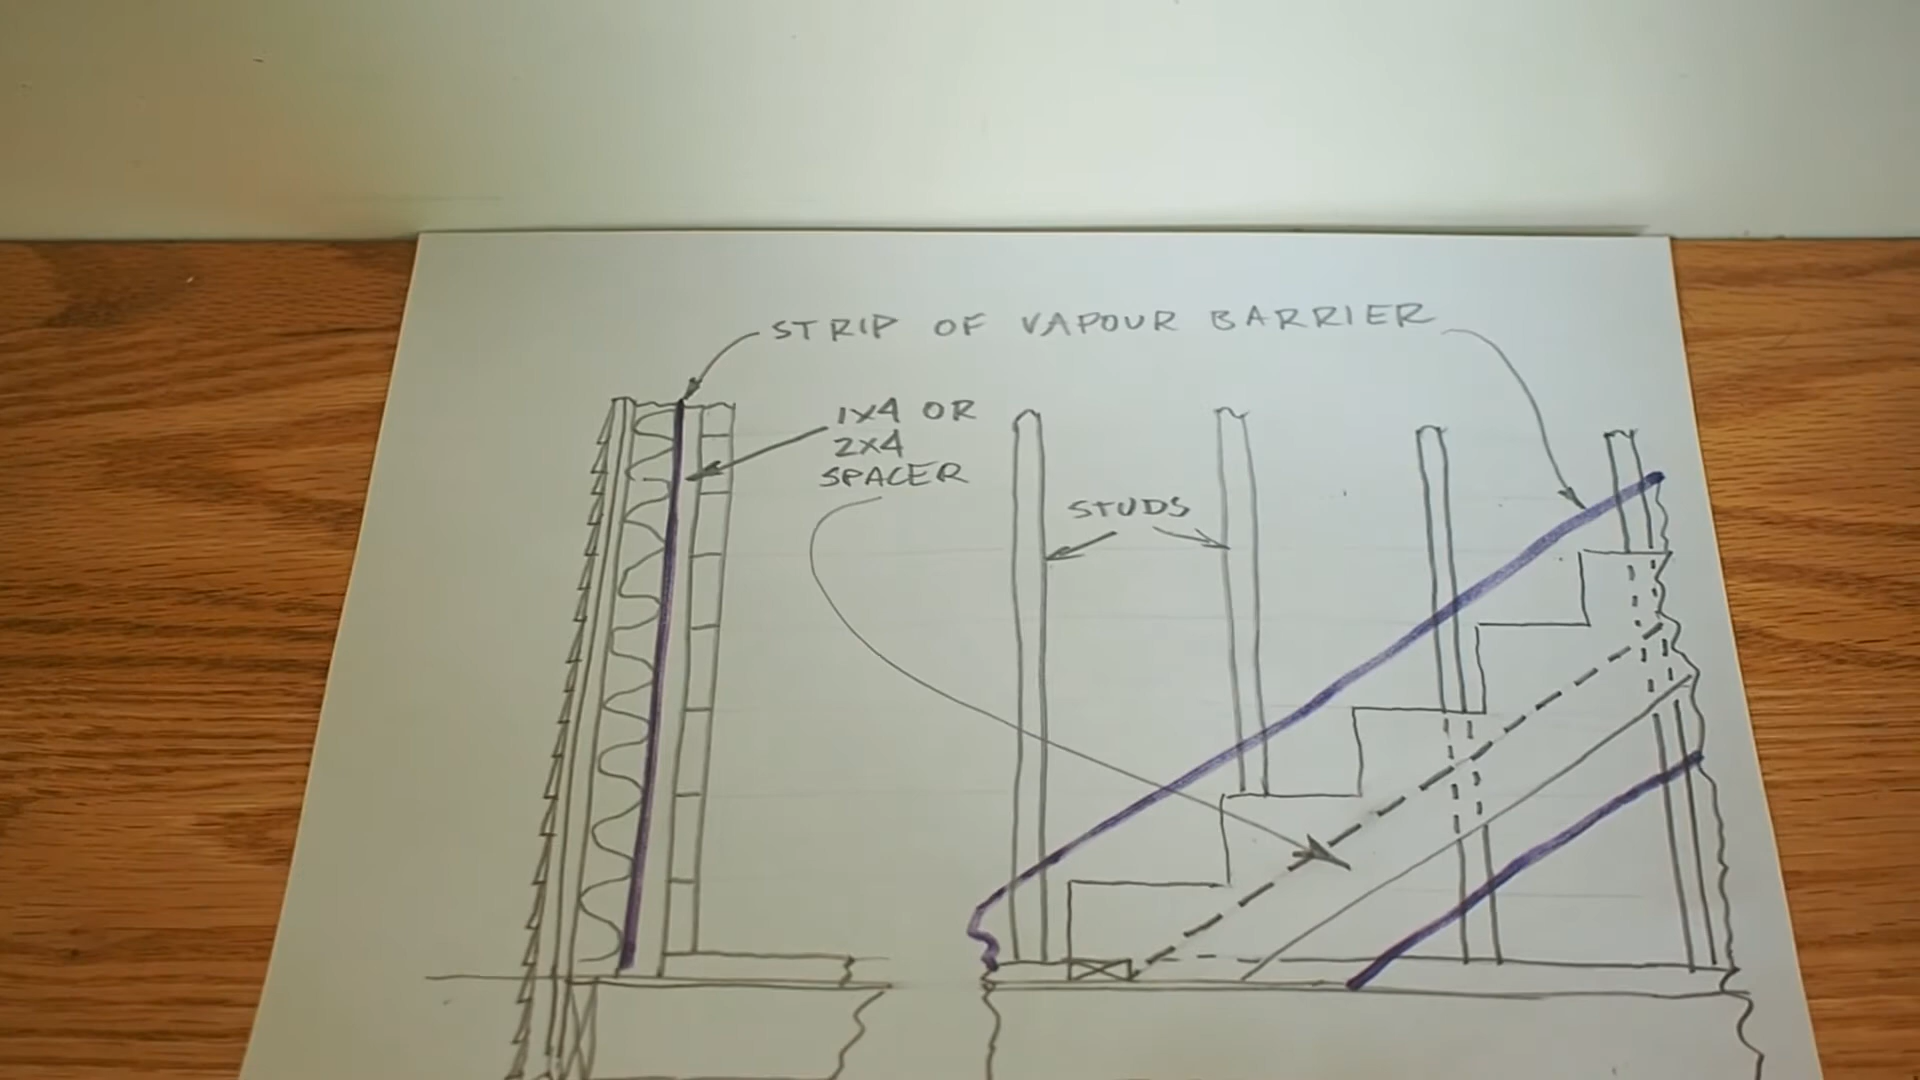 STRIP OF VAPOUR BARRIER
1X4 OR
2X4
SPACER
STUDS